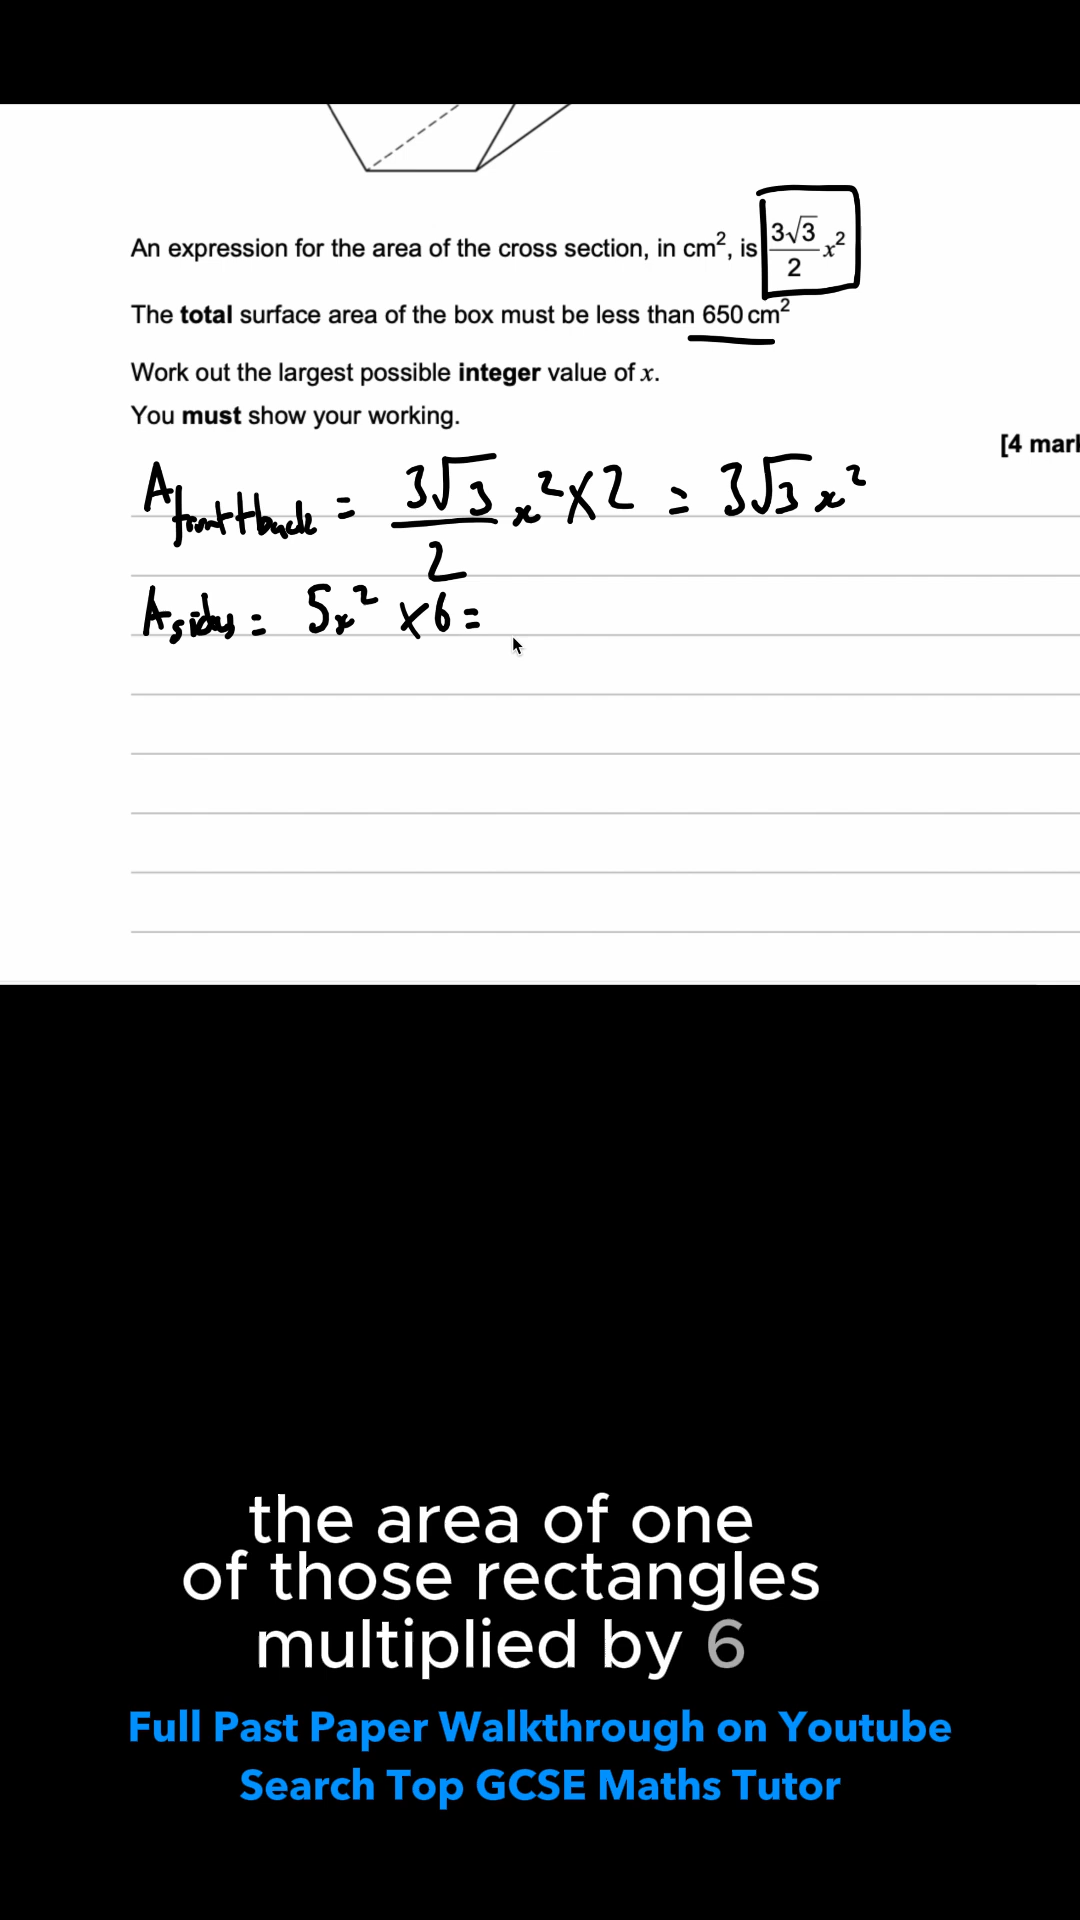 An expression for the area of the cross section, in cm², is 3√3/2 x²
The total surface area of the box must be less than 650 cm²
Work out the largest possible integer value of x.
You must show your working.
[4 mark
A front+back = 3√3/2 x² × 2 = 3√3 x²
A sides = 5x² × 6 =
the area of one
of those rectangles
multiplied by 6
Full Past Paper Walkthrough on Youtube
Search Top GCSE Maths Tutor